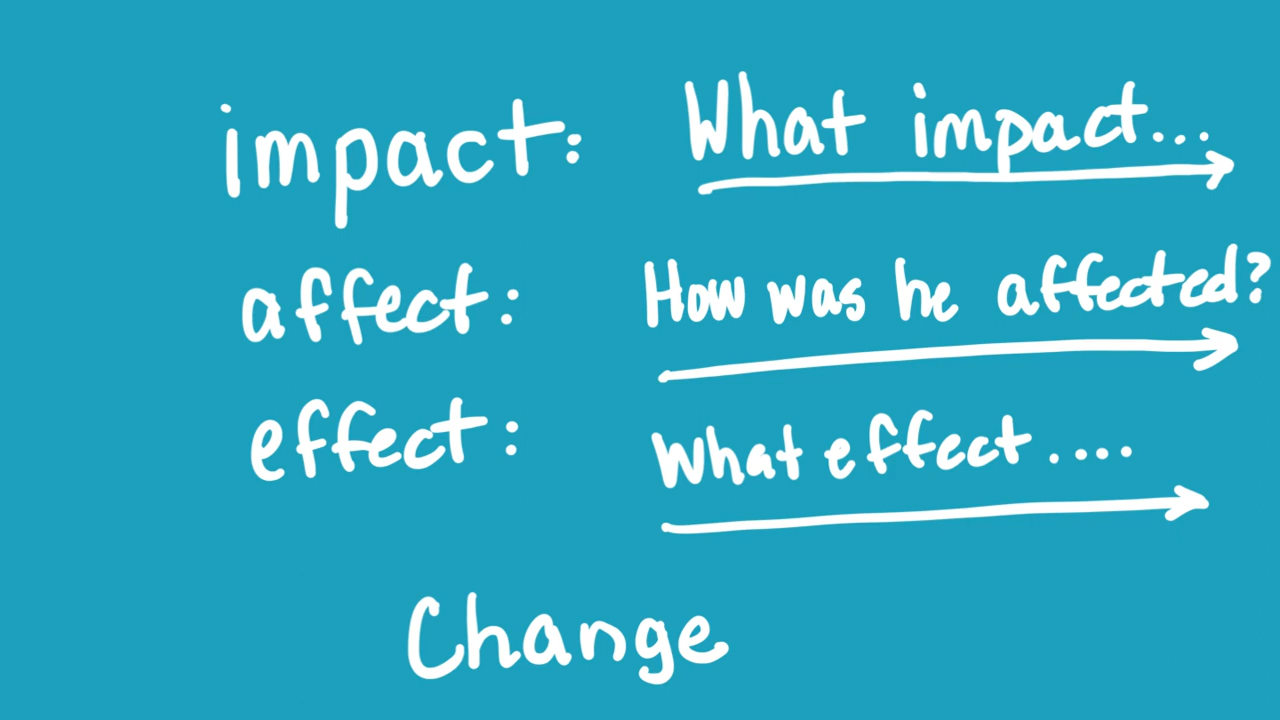 impact: What impact...
affect: How was he affected?
effect: What effect....
Change